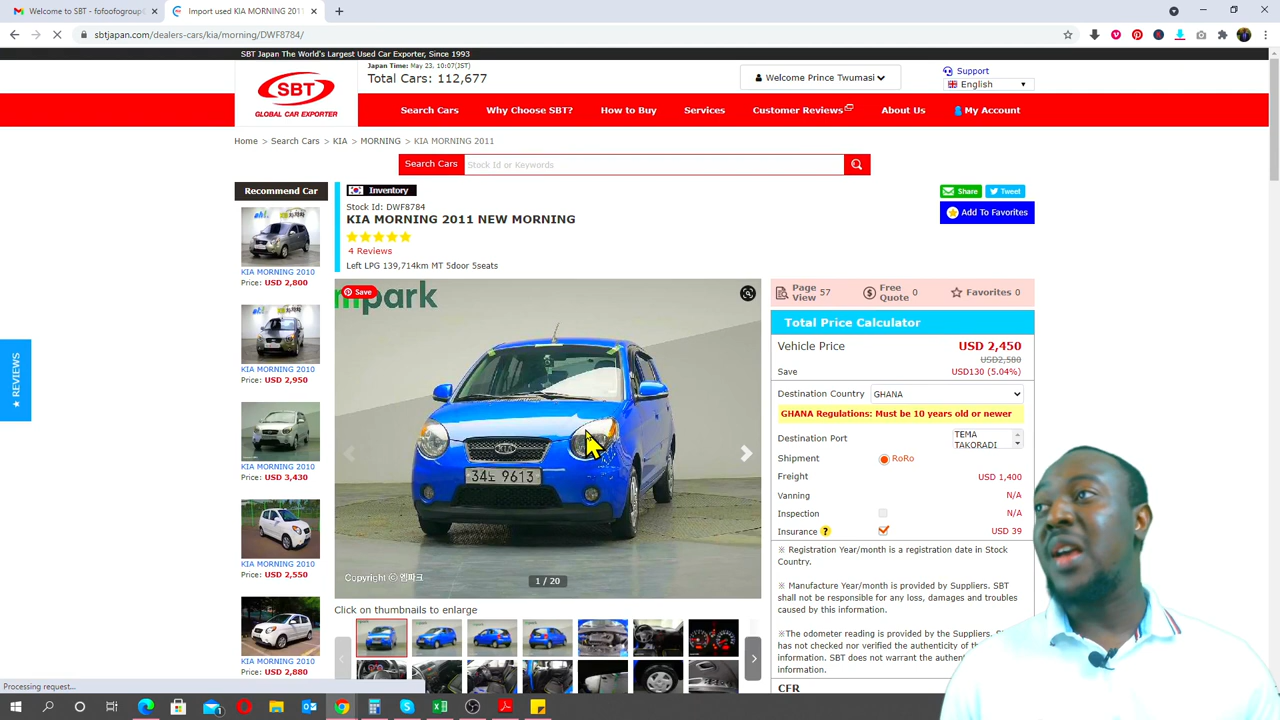 Welcome to SBT - fofoofogroup@
Import used KIA MORNING 2011
sbtjapan.com/dealers-cars/kia/morning/DWF8784/
SBT Japan The World's Largest Used Car Exporter, Since 1993
Japan Time: May 23, 10:07(JST)
Total Cars: 112,677
Welcome Prince Twumasi
Support
English
SBT
GLOBAL CAR EXPORTER
Search Cars
Why Choose SBT?
How to Buy
Services
Customer Reviews
About Us
My Account
Home > Search Cars > KIA > MORNING > KIA MORNING 2011
Search Cars
Stock Id or Keywords
Recommend Car
KIA MORNING 2010
Price: USD 2,800
KIA MORNING 2010
Price: USD 2,950
KIA MORNING 2010
Price: USD 3,430
KIA MORNING 2010
Price: USD 2,550
KIA MORNING 2010
Price: USD 2,880
★ REVIEWS
Inventory
Stock Id: DWF8784
KIA MORNING 2011 NEW MORNING
4 Reviews
Left LPG 139,714km MT 5door 5seats
Share
Tweet
Add To Favorites
Save
mpark
KIA
34노 9613
Copyright © 엠파크
1 / 20
Click on thumbnails to enlarge
Page View 57
Free Quote 0
Favorites 0
Total Price Calculator
Vehicle Price USD 2,450
USD2,580
Save USD130 (5.04%)
Destination Country GHANA
GHANA Regulations: Must be 10 years old or newer
Destination Port TEMA
TAKORADI
Shipment RoRo
Freight USD 1,400
Vanning N/A
Inspection N/A
Insurance ? USD 39
※ Registration Year/month is a registration date in Stock
Country.
※ Manufacture Year/month is provided by Suppliers. SBT
shall not be responsible for any loss, damages and troubles
caused by this information.
※The odometer reading is provided by the Suppliers.
has not checked nor verified the authenticity of th
information. SBT does not warrant the authent
information.
CFR
Processing request...